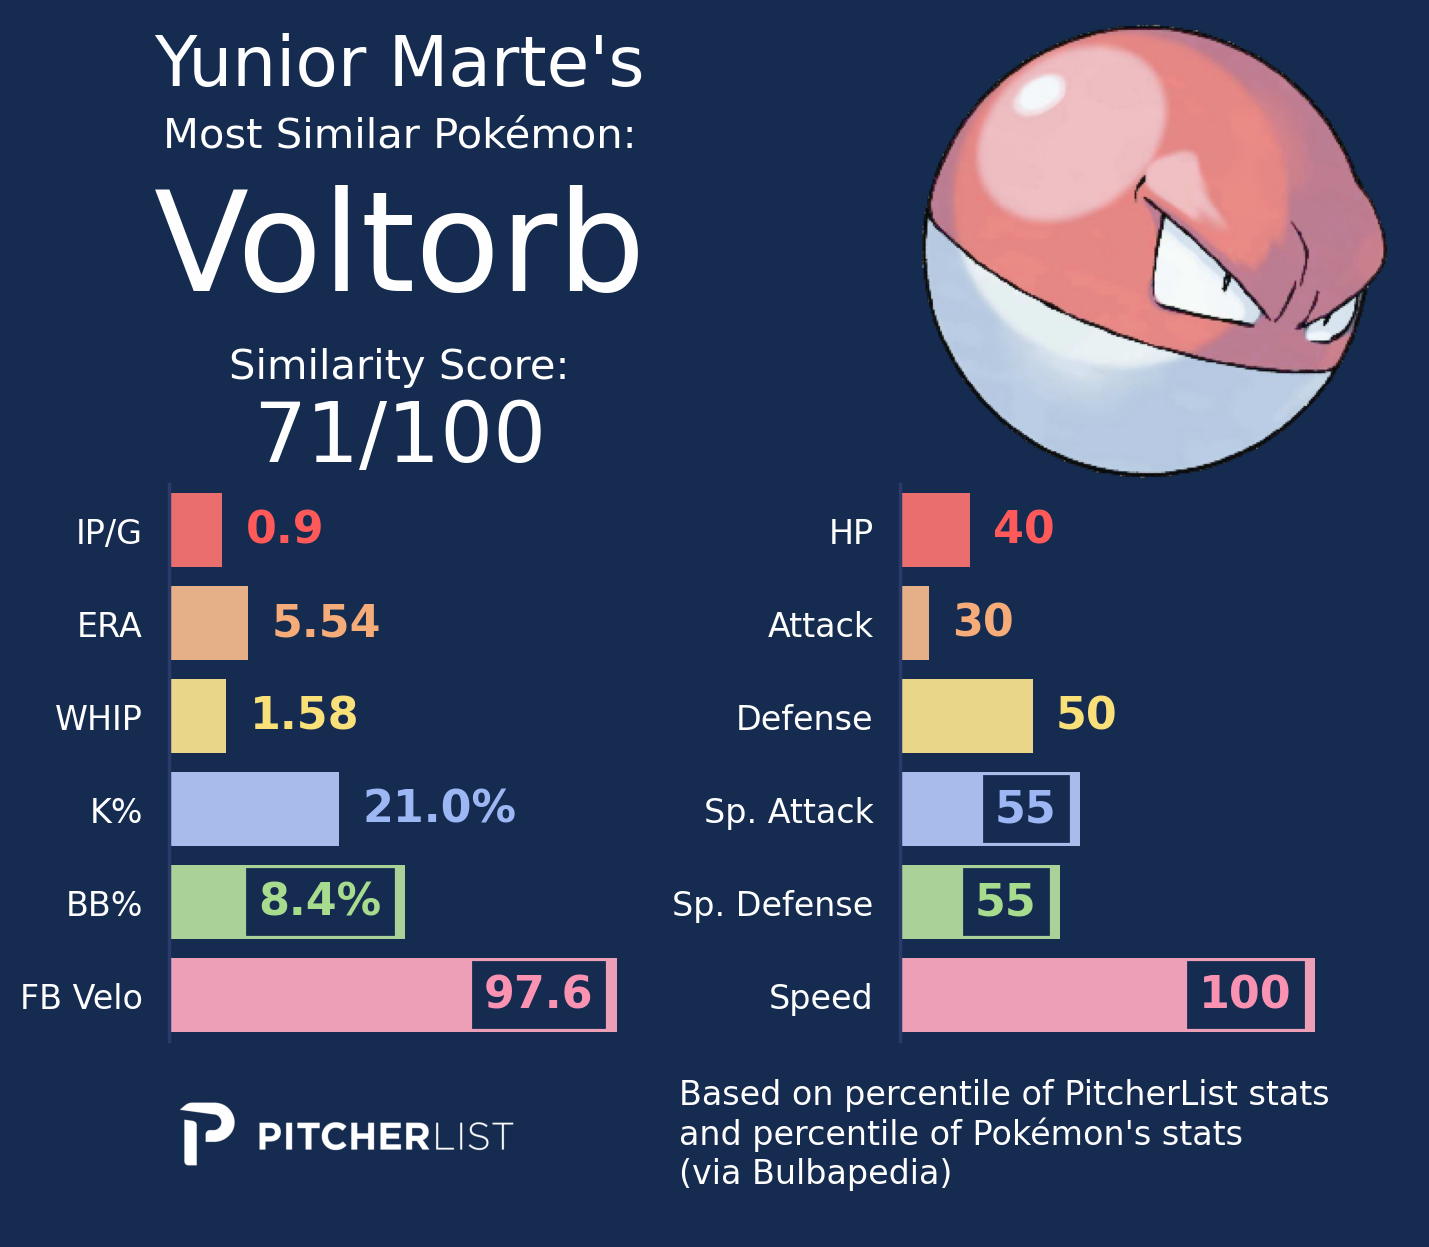 Yunior Marte's
Most Similar Pokémon:
Voltorb
Similarity Score:
71/100
IP/G 0.9
ERA 5.54
WHIP 1.58
K% 21.0%
BB% 8.4%
FB Velo 97.6
HP 40
Attack 30
Defense 50
Sp. Attack 55
Sp. Defense 55
Speed 100
PITCHERLIST
Based on percentile of PitcherList stats
and percentile of Pokémon's stats
(via Bulbapedia)